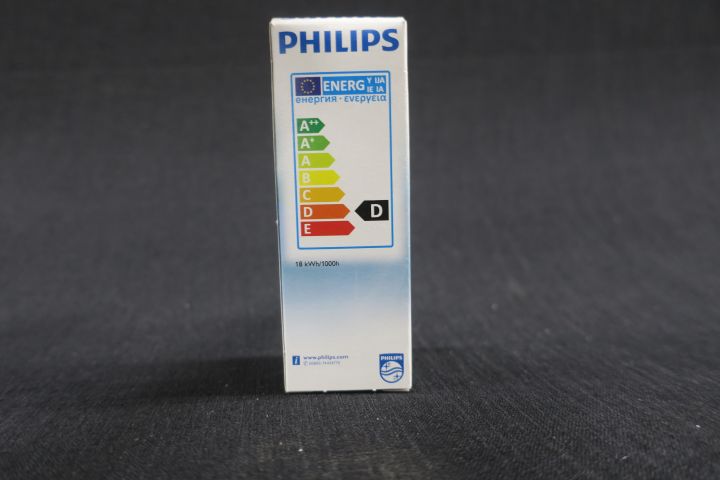 PHILIPS
ENERG Y IJA
IE IA
енергия · ενεργεια
A++
A+
A
B
C
D
D
E
18 kWh/1000h
i www.philips.com
PHILIPS